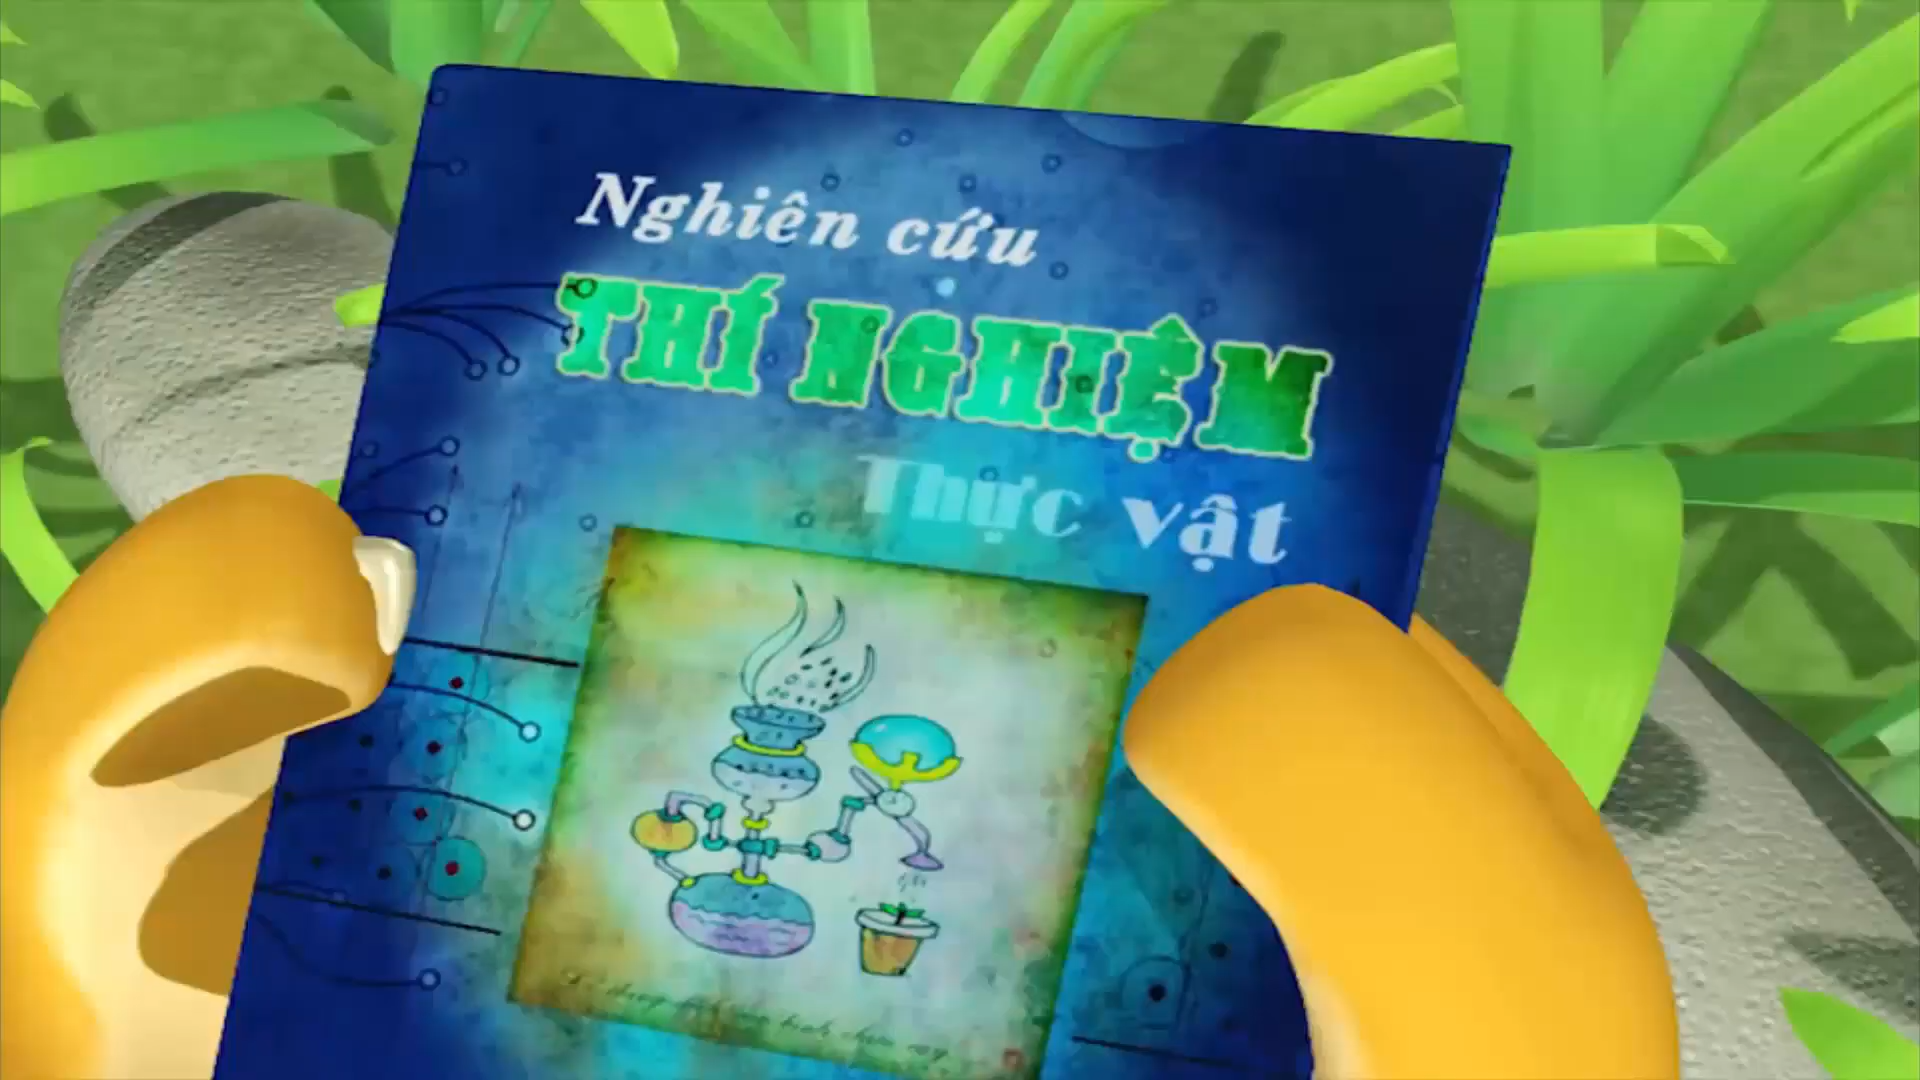 Nghiên cứu
THÍ NGHIỆM
Thực vật